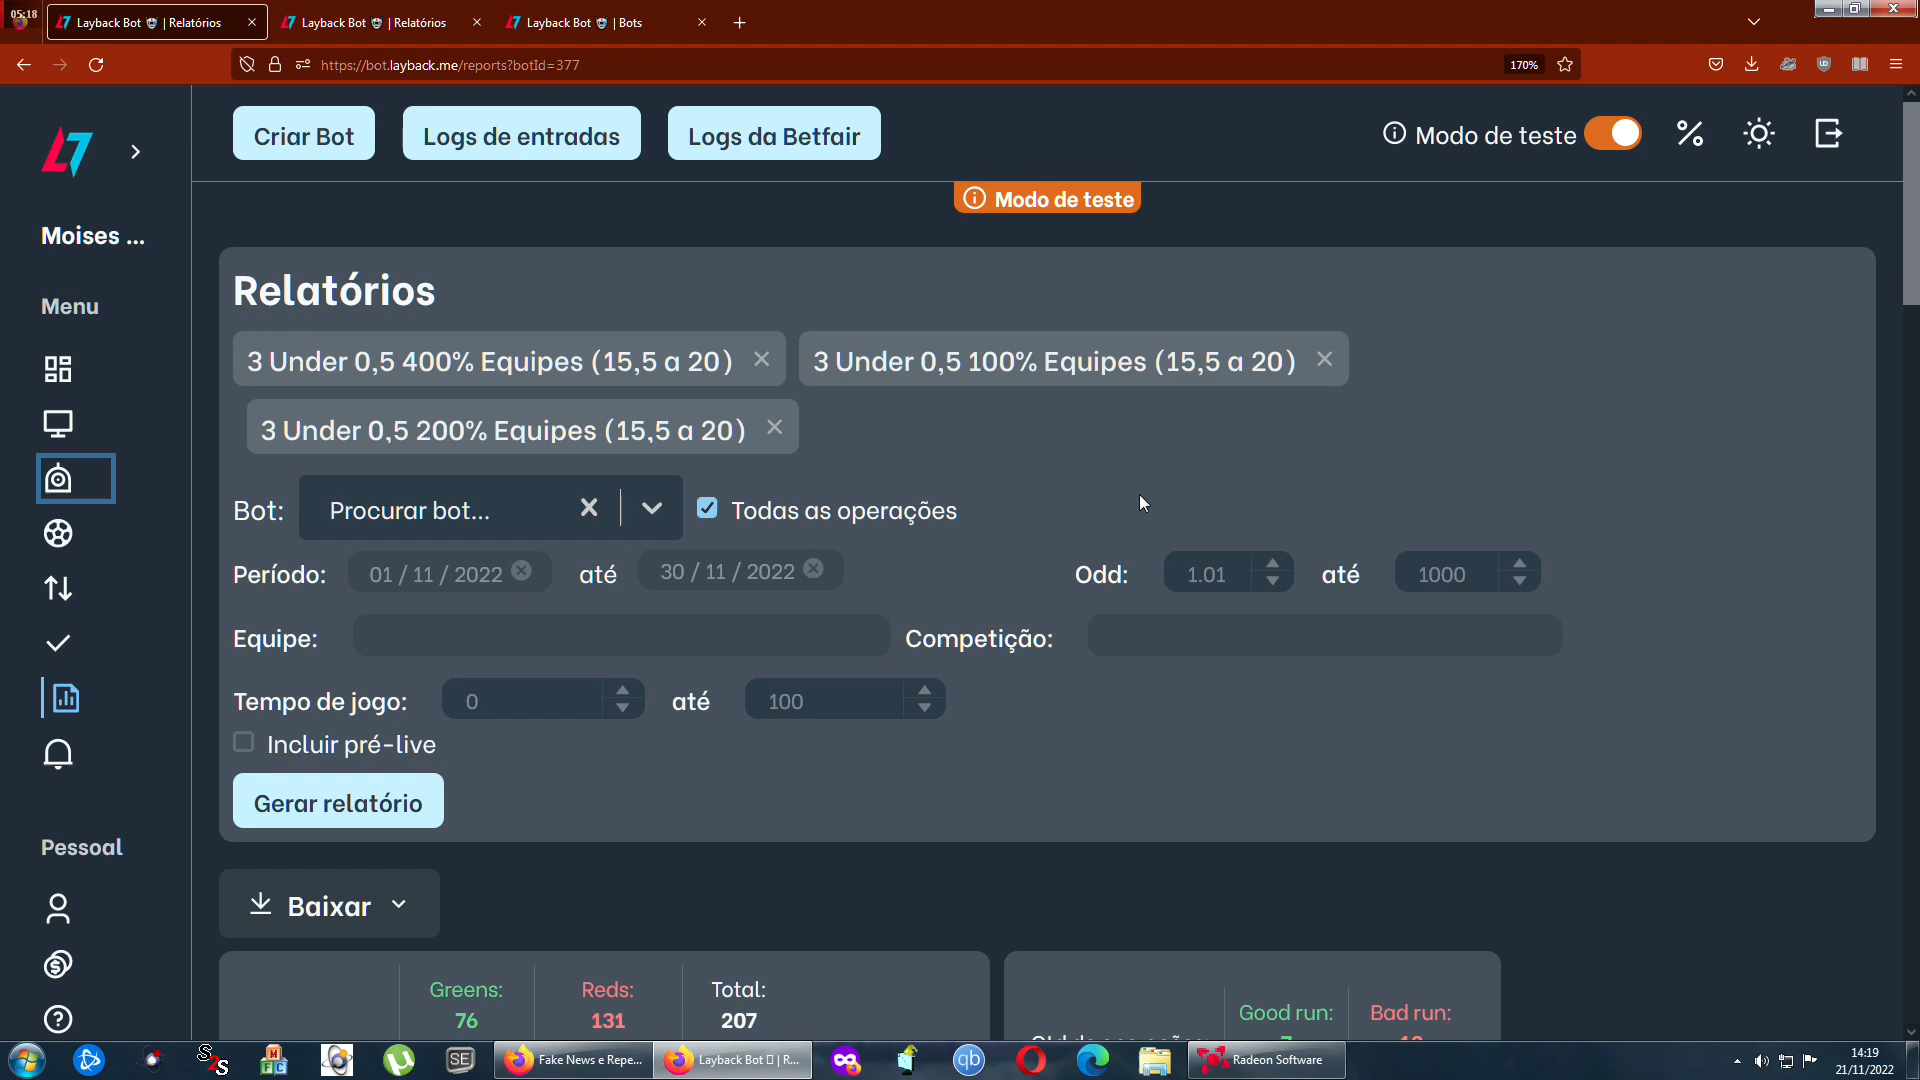 05:18
Layback Bot | Relatórios
Layback Bot | Relatórios
Layback Bot | Bots
https://bot.layback.me/reports?botId=377
170%
Criar Bot
Logs de entradas
Logs da Betfair
Modo de teste
Modo de teste
Moises ...
Menu
Relatórios
3 Under 0,5 400% Equipes (15,5 a 20)
3 Under 0,5 100% Equipes (15,5 a 20)
3 Under 0,5 200% Equipes (15,5 a 20)
Bot:
Procurar bot...
Todas as operações
Período:
01 / 11 / 2022
até
30 / 11 / 2022
Odd:
1.01
até
1000
Equipe:
Competição:
Tempo de jogo:
0
até
100
Incluir pré-live
Gerar relatório
Pessoal
Baixar
Greens:
76
Reds:
131
Total:
207
Good run:
Bad run:
Fake News e Repe...
Layback Bot | R...
Radeon Software
14:19
21/11/2022